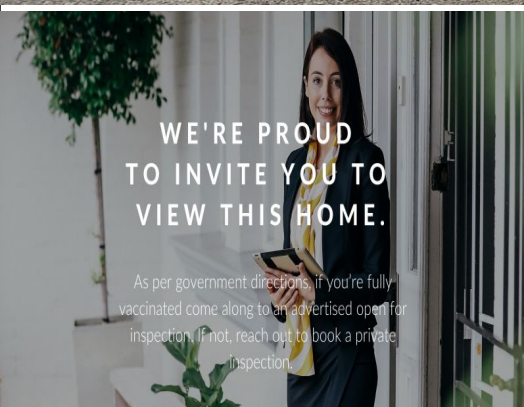 WE'RE PROUD
TO INVITE YOU TO
VIEW THIS HOME.
As per government directions, if you're fully
vaccinated come along to an advertised open for
inspection. If not, reach out to book a private
inspection.